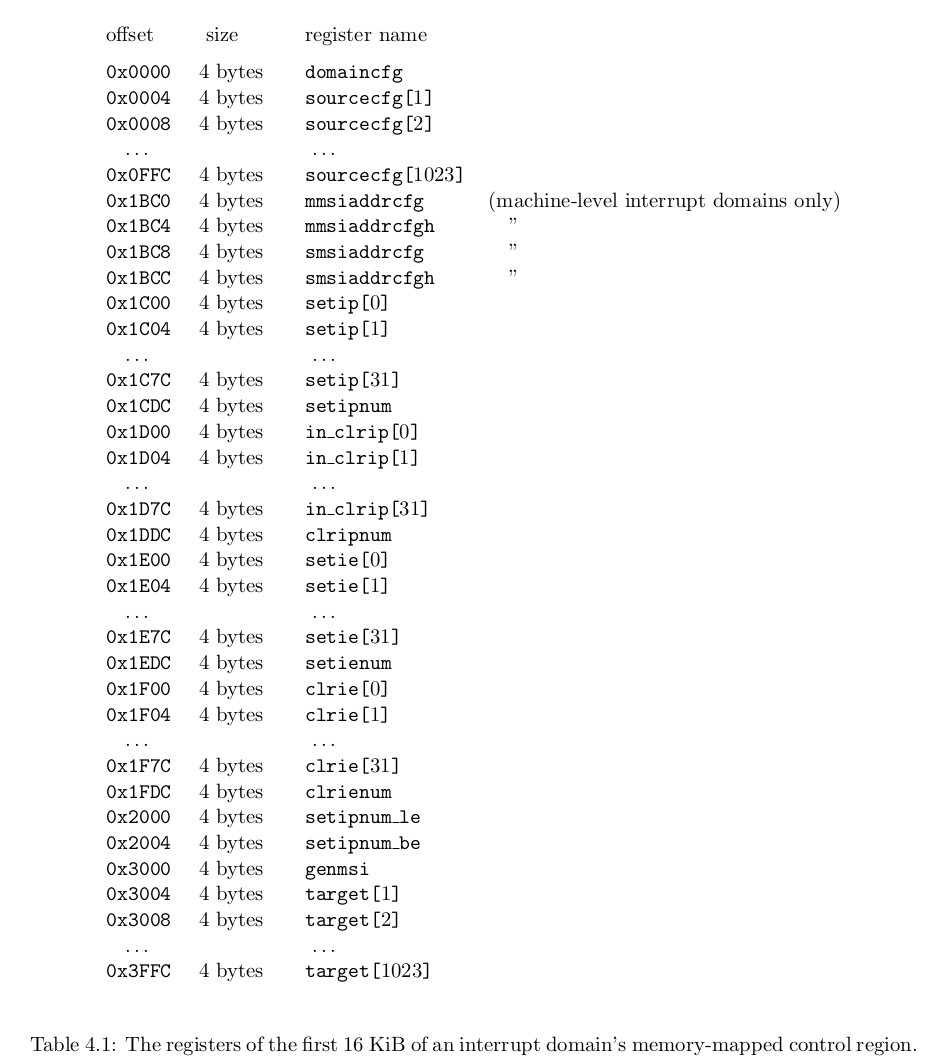 offset size register name
0x0000 4 bytes domaincfg
0x0004 4 bytes sourcecfg[1]
0x0008 4 bytes sourcecfg[2]
... ...
0x0FFC 4 bytes sourcecfg[1023]
0x1BC0 4 bytes mmsiaddrcfg (machine-level interrupt domains only)
0x1BC4 4 bytes mmsiaddrcfgh ”
0x1BC8 4 bytes smsiaddrcfg ”
0x1BCC 4 bytes smsiaddrcfgh ”
0x1C00 4 bytes setip[0]
0x1C04 4 bytes setip[1]
... ...
0x1C7C 4 bytes setip[31]
0x1CDC 4 bytes setipnum
0x1D00 4 bytes in_clrip[0]
0x1D04 4 bytes in_clrip[1]
... ...
0x1D7C 4 bytes in_clrip[31]
0x1DDC 4 bytes clripnum
0x1E00 4 bytes setie[0]
0x1E04 4 bytes setie[1]
... ...
0x1E7C 4 bytes setie[31]
0x1EDC 4 bytes setienum
0x1F00 4 bytes clrie[0]
0x1F04 4 bytes clrie[1]
... ...
0x1F7C 4 bytes clrie[31]
0x1FDC 4 bytes clrienum
0x2000 4 bytes setipnum_le
0x2004 4 bytes setipnum_be
0x3000 4 bytes genmsi
0x3004 4 bytes target[1]
0x3008 4 bytes target[2]
... ...
0x3FFC 4 bytes target[1023]
Table 4.1: The registers of the first 16 KiB of an interrupt domain’s memory-mapped control region.